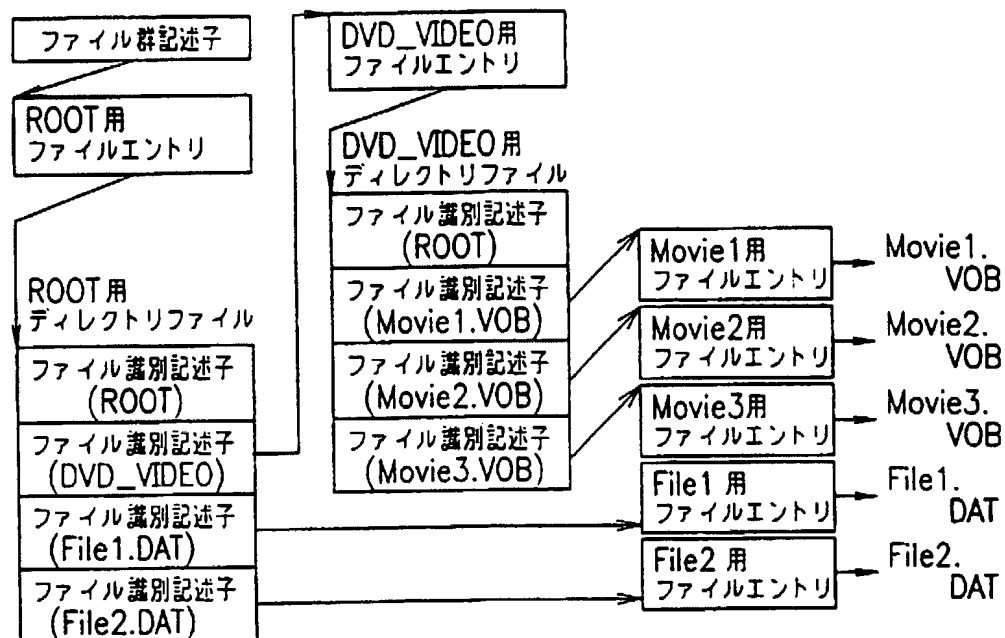 ファイル群記述子
ROOT用
ファイルエントリ
ROOT用
ディレクトリファイル
ファイル識別記述子
(ROOT)
ファイル識別記述子
(DVD_VIDEO)
ファイル識別記述子
(File1.DAT)
ファイル識別記述子
(File2.DAT)
DVD_VIDEO用
ファイルエントリ
DVD_VIDEO用
ディレクトリファイル
ファイル識別記述子
(ROOT)
ファイル識別記述子
(Movie1.VOB)
ファイル識別記述子
(Movie2.VOB)
ファイル識別記述子
(Movie3.VOB)
Movie1用
ファイルエントリ
Movie1.
VOB
Movie2用
ファイルエントリ
Movie2.
VOB
Movie3用
ファイルエントリ
Movie3.
VOB
File1 用
ファイルエントリ
File1.
DAT
File2 用
ファイルエントリ
File2.
DAT